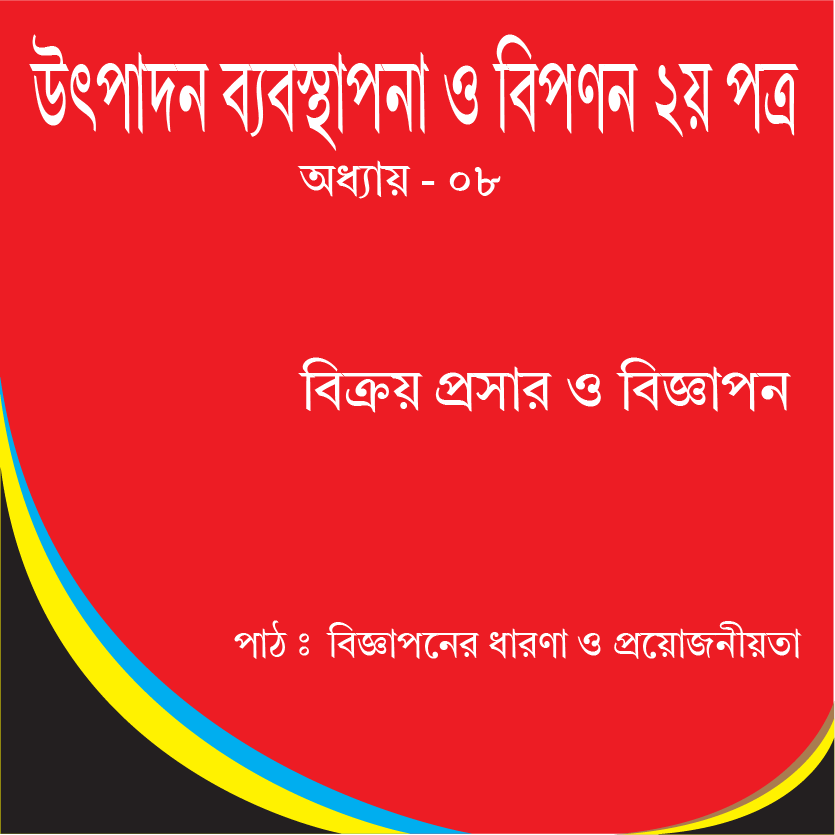 উৎপাদন ব্যবস্থাপনা ও বিপণন ২য় পত্র
অধ্যায় - ০৮
বিক্রয় প্রসার ও বিজ্ঞাপন
পাঠ ঃ বিজ্ঞাপনের ধারণা ও প্রয়োজনীয়তা